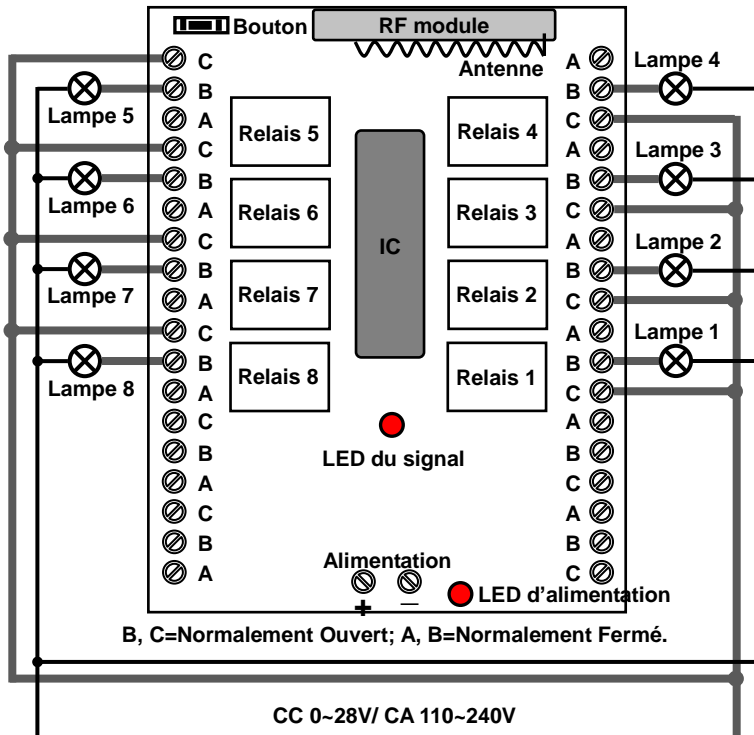 Bouton
RF module
Antenne
C
B
A
C
B
A
C
B
A
C
B
A
C
B
A
C
B
A
Lampe 5
Lampe 6
Lampe 7
Lampe 8
Relais 5
Relais 6
Relais 7
Relais 8
IC
Relais 4
Relais 3
Relais 2
Relais 1
A
B
C
A
B
C
A
B
C
A
B
C
A
B
C
A
B
C
Lampe 4
Lampe 3
Lampe 2
Lampe 1
LED du signal
Alimentation
+
_
LED d’alimentation
B, C=Normalement Ouvert; A, B=Normalement Fermé.
CC 0~28V/ CA 110~240V